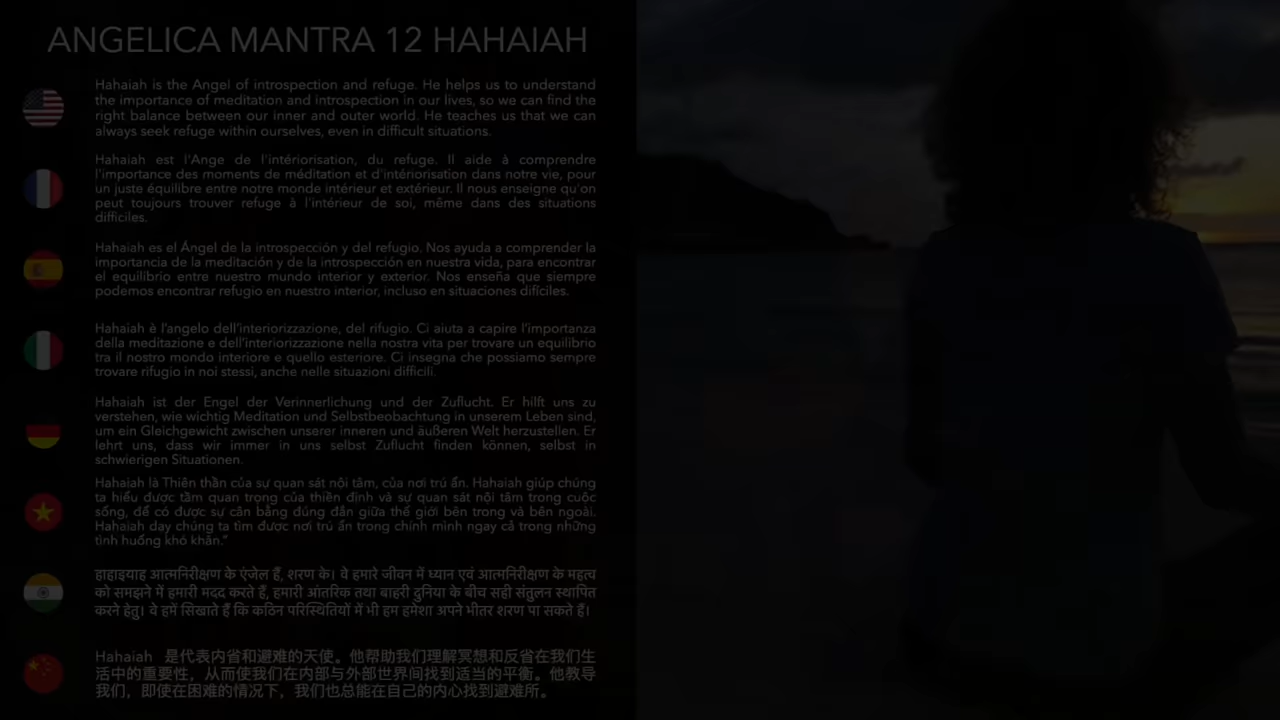 ANGELICA MANTRA 12 HAHAIAH
Hahaiah is the Angel of introspection and refuge. He helps us to understand
the importance of meditation and introspection in our lives, so we can find the
right balance between our inner and outer world. He teaches us that we can
always seek refuge within ourselves, even in difficult situations.
Hahaiah est l'Ange de l'intériorisation, du refuge. Il aide à comprendre
l'importance des moments de méditation et d'intériorisation dans notre vie, pour
un juste équilibre entre notre monde intérieur et extérieur. Il nous enseigne qu'on
peut toujours trouver refuge à l'intérieur de soi, même dans des situations
difficiles.
Hahaiah es el Ángel de la introspección y del refugio. Nos ayuda a comprender la
importancia de la meditación y de la introspección en nuestra vida, para encontrar
el equilibrio entre nuestro mundo interior y exterior. Nos enseña que siempre
podemos encontrar refugio en nuestro interior, incluso en situaciones difíciles.
Hahaiah è l'angelo dell'interiorizzazione, del rifugio. Ci aiuta a capire l'importanza
della meditazione e dell'interiorizzazione nella nostra vita per trovare un equilibrio
tra il nostro mondo interiore e quello esteriore. Ci insegna che possiamo sempre
trovare rifugio in noi stessi, anche nelle situazioni difficili.
Hahaiah ist der Engel der Verinnerlichung und der Zuflucht. Er hilft uns zu
verstehen, wie wichtig Meditation und Selbstbeobachtung in unserem Leben sind,
um ein Gleichgewicht zwischen unserer inneren und äußeren Welt herzustellen. Er
lehrt uns, dass wir immer in uns selbst Zuflucht finden können, selbst in
schwierigen Situationen.
Hahaiah là Thiên thần của sự quan sát nội tâm, của nơi trú ẩn. Hahaiah giúp chúng
ta hiểu được tầm quan trọng của thiền định và sự quan sát nội tâm trong cuộc
sống, để có được sự cân bằng đúng đắn giữa thế giới bên trong và bên ngoài.
Hahaiah dạy chúng ta tìm được nơi trú ẩn trong chính mình ngay cả trong những
tình huống khó khăn."
हाहाइयाह आत्मनिरीक्षण के एंजेल हैं, शरण के। वे हमारे जीवन में ध्यान एवं आत्मनिरीक्षण के महत्व
को समझने में हमारी मदद करते हैं, हमारी आंतरिक तथा बाहरी दुनिया के बीच सही संतुलन स्थापित
करने हेतु। वे हमें सिखाते हैं कि कठिन परिस्थितियों में भी हम हमेशा अपने भीतर शरण पा सकते हैं।
Hahaiah 是代表内省和避难的天使。他帮助我们理解冥想和反省在我们生
活中的重要性，从而使我们在内部与外部世界间找到适当的平衡。他教导
我们，即使在困难的情况下，我们也总能在自己的内心找到避难所。